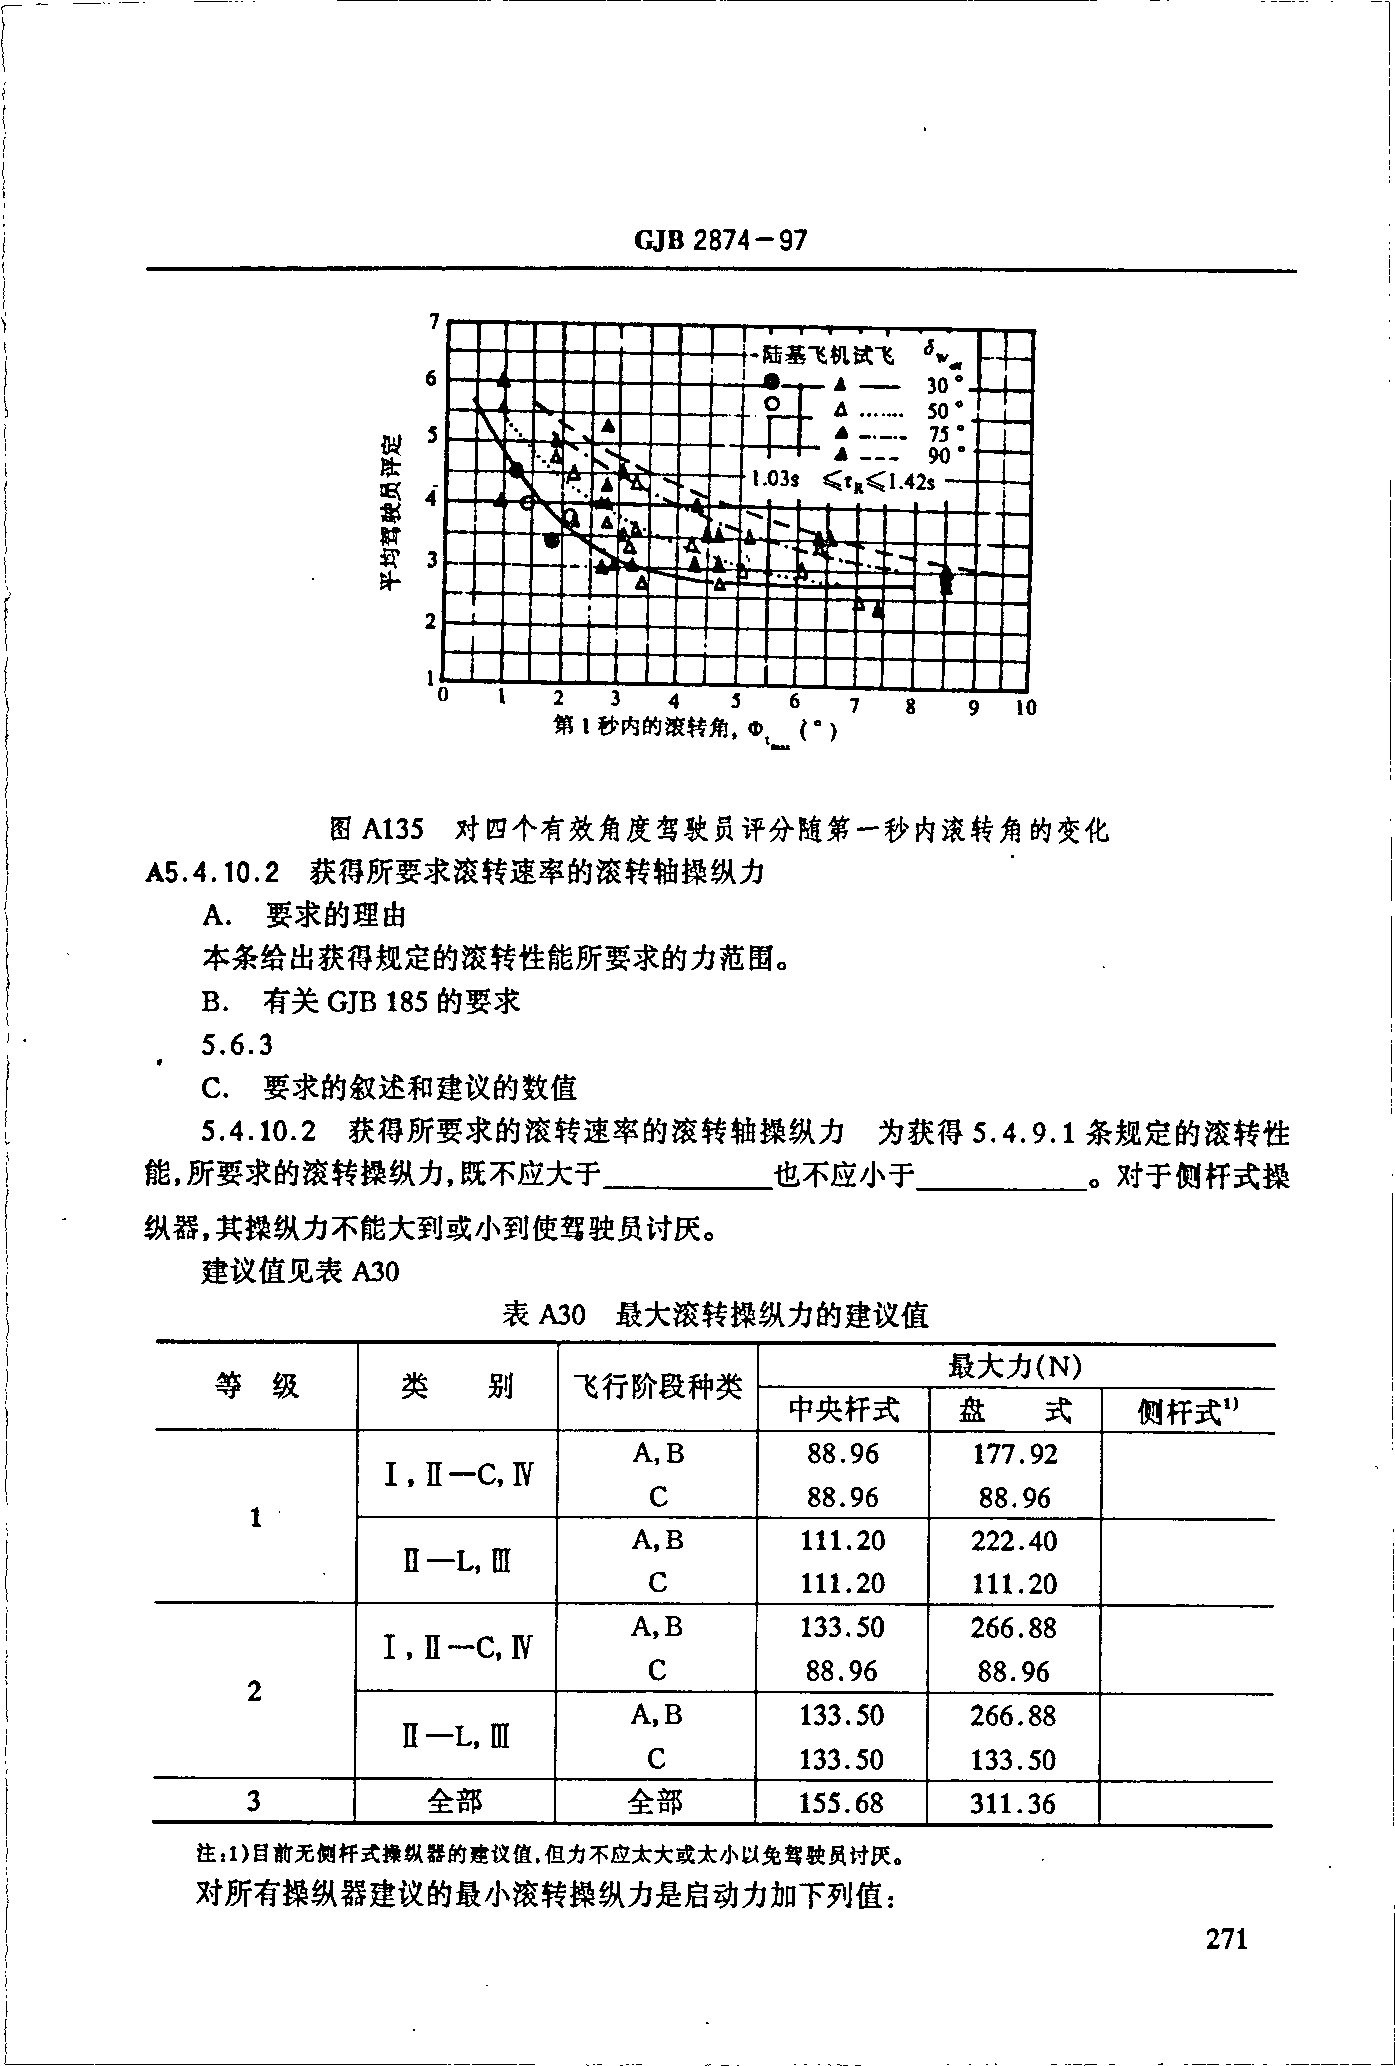 GJB 2874－97
7
6
5
4
3
2
1
0 1 2 3 4 5 6 7 8 9 10
平均驾驶员评定
陆基飞机试飞
30°
50°
75°
90°
1.03s ≤τR≤1.42s
第1秒内的滚转角，Φt (°)
图 A135 对四个有效角度驾驶员评分随第一秒内滚转角的变化
A5.4.10.2 获得所要求滚转速率的滚转轴操纵力
A. 要求的理由
本条给出获得规定的滚转性能所要求的力范围。
B. 有关 GJB 185 的要求
5.6.3
C. 要求的叙述和建议的数值
5.4.10.2 获得所要求的滚转速率的滚转轴操纵力 为获得 5.4.9.1 条规定的滚转性
能,所要求的滚转操纵力,既不应大于__________也不应小于__________。对于侧杆式操
纵器,其操纵力不能大到或小到使驾驶员讨厌。
建议值见表 A30
表 A30 最大滚转操纵力的建议值
等 级 类 别 飞行阶段种类 最大力(N)
中央杆式 盘 式 侧杆式1)
1 Ⅰ,Ⅱ—C,Ⅳ A,B 88.96 177.92
C 88.96 88.96
Ⅱ—L,Ⅲ A,B 111.20 222.40
C 111.20 111.20
2 Ⅰ,Ⅱ—C,Ⅳ A,B 133.50 266.88
C 88.96 88.96
Ⅱ—L,Ⅲ A,B 133.50 266.88
C 133.50 133.50
3 全部 全部 155.68 311.36
注:1)目前无侧杆式操纵器的建议值,但力不应太大或太小以免驾驶员讨厌。
对所有操纵器建议的最小滚转操纵力是启动力加下列值:
271